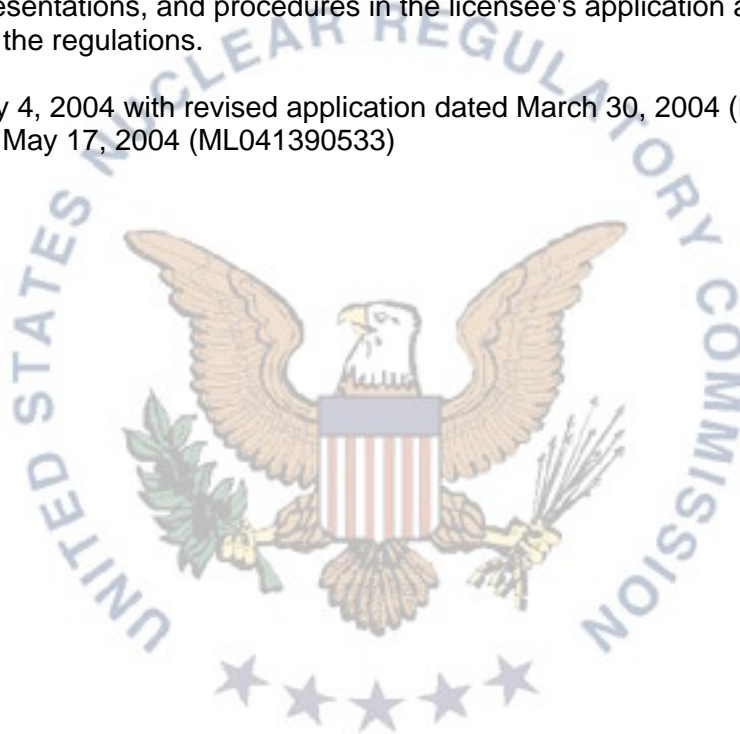 presentations, and procedures in the licensee's application a
the regulations.
y 4, 2004 with revised application dated March 30, 2004 (
May 17, 2004 (ML041390533)
UNITED STATES NUCLEAR REGULATORY COMMISSION